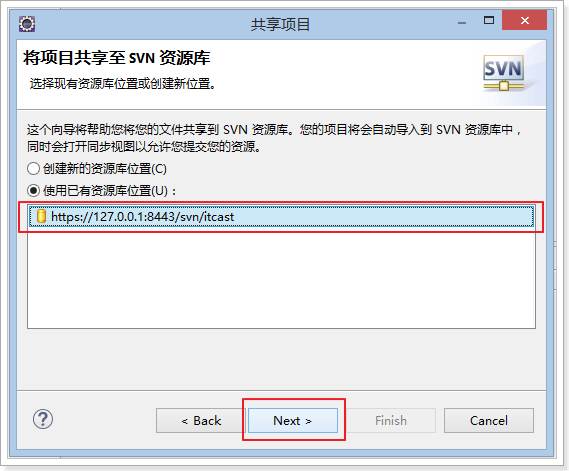 共享项目
将项目共享至 SVN 资源库
选择现有资源库位置或创建新位置。
SVN
这个向导将帮助您将您的文件共享到 SVN 资源库。您的项目将会自动导入到 SVN 资源库中，
同时会打开同步视图以允许您提交您的资源。
创建新的资源库位置(C)
使用已有资源库位置(U)：
https://127.0.0.1:8443/svn/itcast
?
< Back
Next >
Finish
Cancel